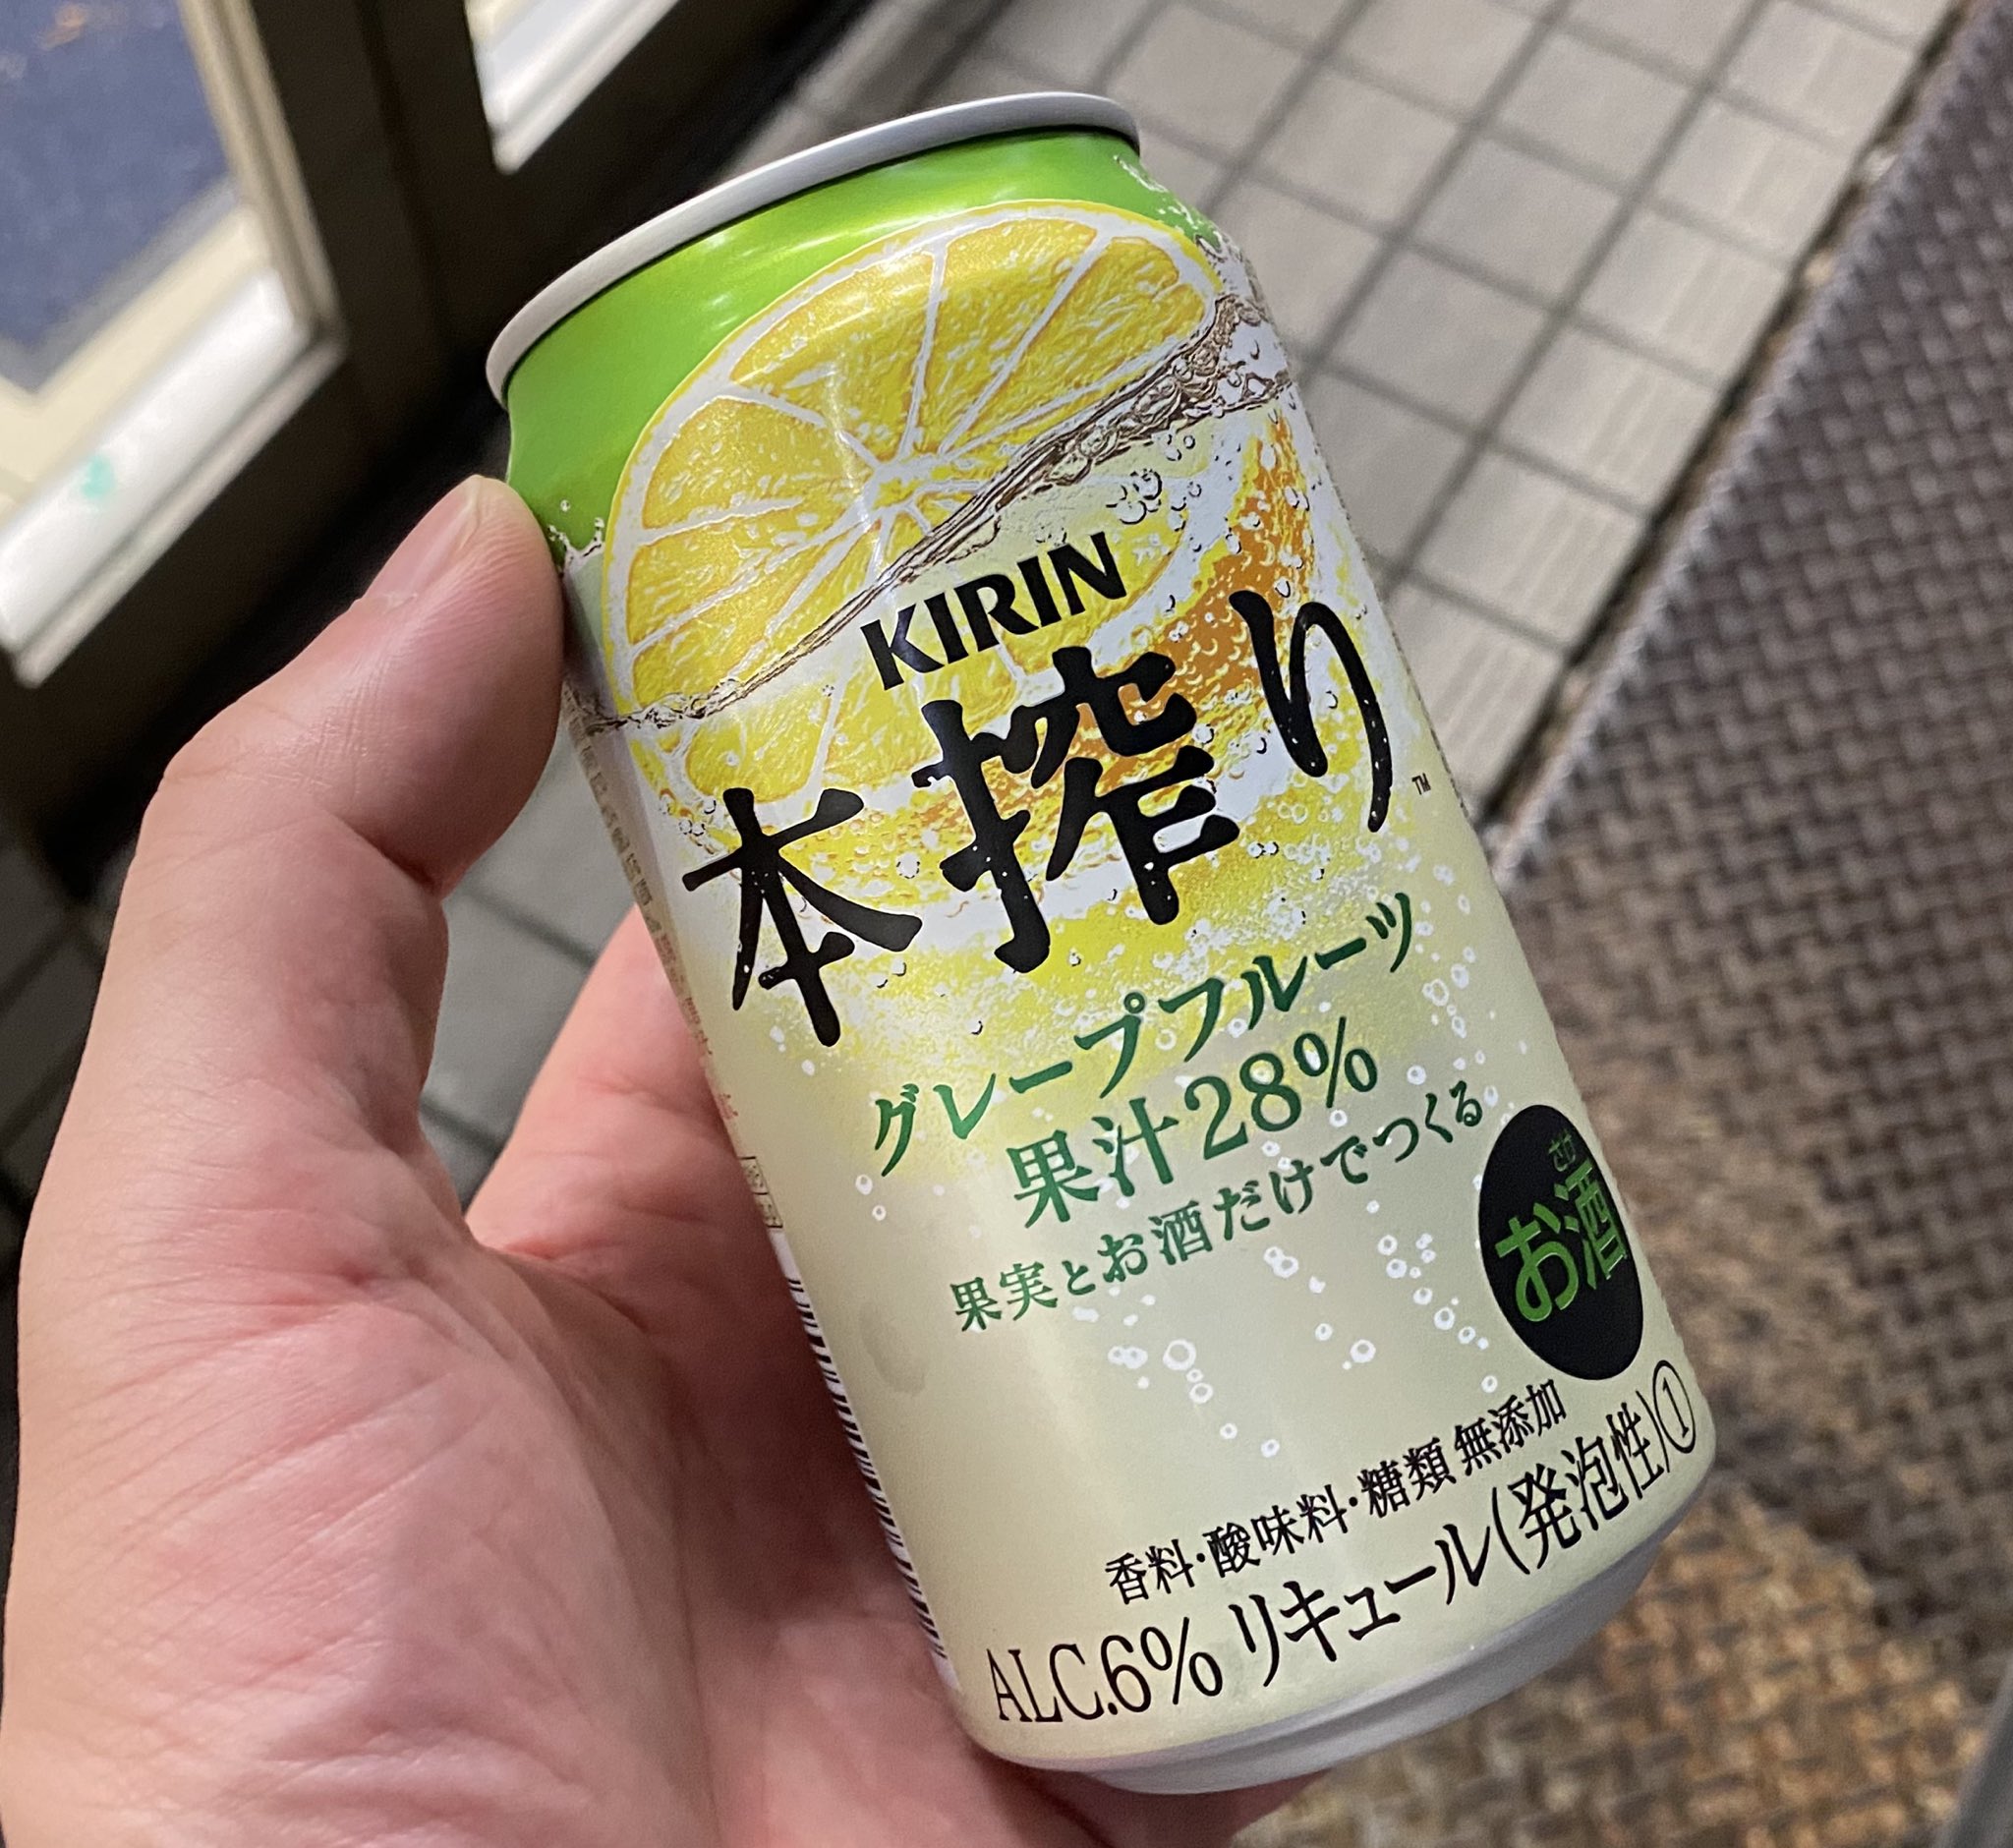 KIRIN
本搾り
TM
グレープフルーツ
果汁28%
果実とお酒だけでつくる
お酒
香料・酸味料・糖類 無添加
ALC.6% リキュール(発泡性)①